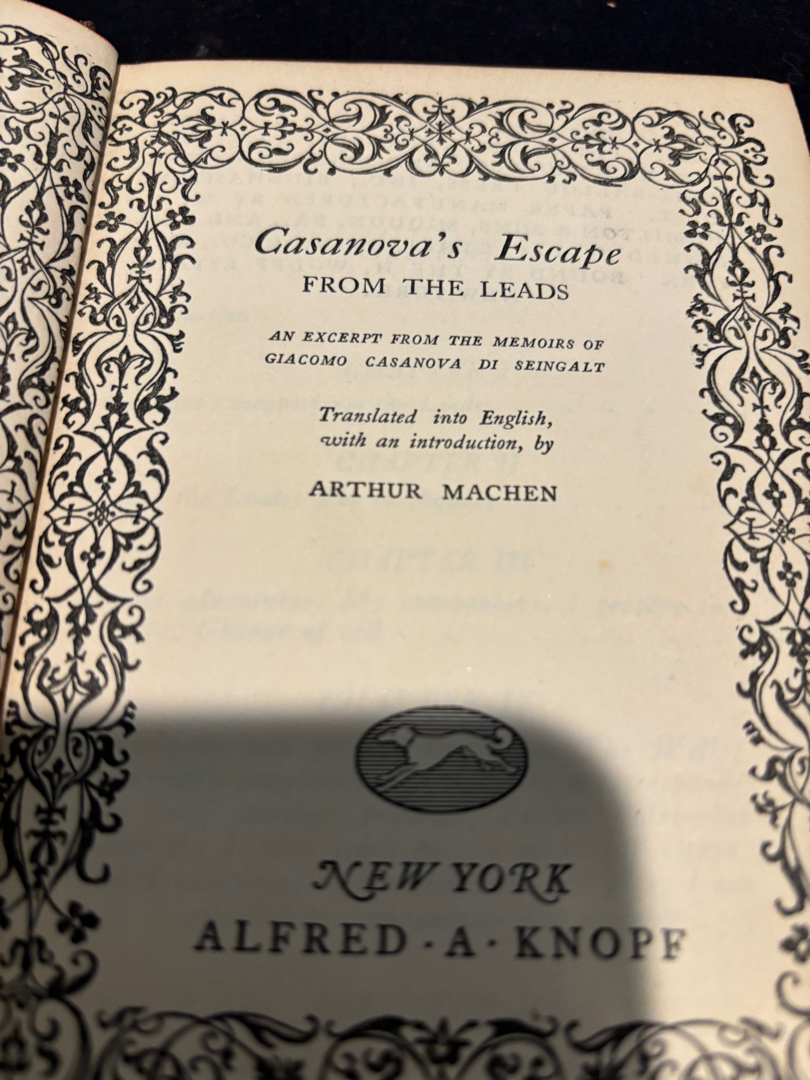 Casanova's Escape
FROM THE LEADS
AN EXCERPT FROM THE MEMOIRS OF
GIACOMO CASANOVA DI SEINGALT
Translated into English,
with an introduction, by
ARTHUR MACHEN
NEW YORK
ALFRED · A · KNOPF